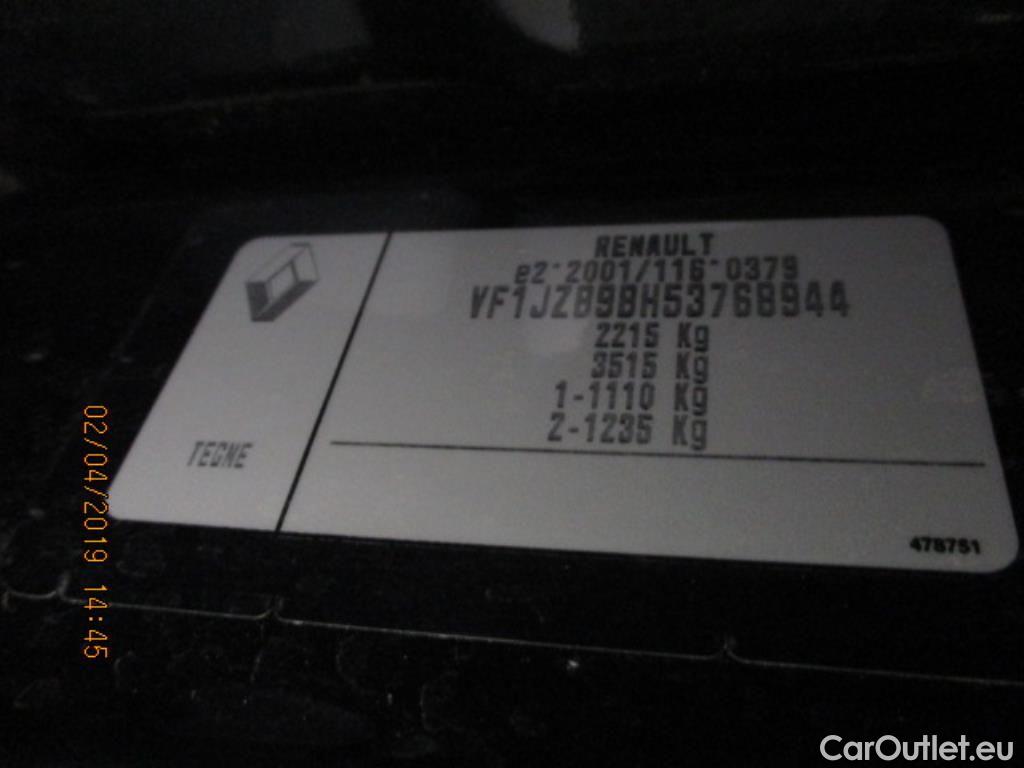 RENAULT
e2*2001/116*0379
VF1JZ89BH53768944
2215 Kg
3515 Kg
1-1110 Kg
2-1235 Kg
TEGNE
478751
02/04/2019 14:45
CarOutlet.eu